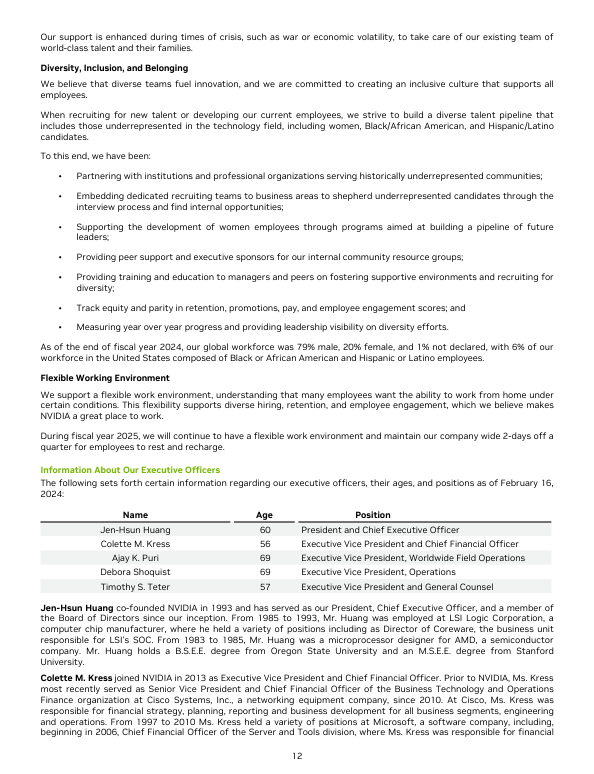 Our support is enhanced during times of crisis, such as war or economic volatility, to take care of our existing team of
world-class talent and their families.
Diversity, Inclusion, and Belonging
We believe that diverse teams fuel innovation, and we are committed to creating an inclusive culture that supports all
employees.
When recruiting for new talent or developing our current employees, we strive to build a diverse talent pipeline that
includes those underrepresented in the technology field, including women, Black/African American, and Hispanic/Latino
candidates.
To this end, we have been:
• Partnering with institutions and professional organizations serving historically underrepresented communities;
• Embedding dedicated recruiting teams to business areas to shepherd underrepresented candidates through the
interview process and find internal opportunities;
• Supporting the development of women employees through programs aimed at building a pipeline of future
leaders;
• Providing peer support and executive sponsors for our internal community resource groups;
• Providing training and education to managers and peers on fostering supportive environments and recruiting for
diversity;
• Track equity and parity in retention, promotions, pay, and employee engagement scores; and
• Measuring year over year progress and providing leadership visibility on diversity efforts.
As of the end of fiscal year 2024, our global workforce was 79% male, 20% female, and 1% not declared, with 6% of our
workforce in the United States composed of Black or African American and Hispanic or Latino employees.
Flexible Working Environment
We support a flexible work environment, understanding that many employees want the ability to work from home under
certain conditions. This flexibility supports diverse hiring, retention, and employee engagement, which we believe makes
NVIDIA a great place to work.
During fiscal year 2025, we will continue to have a flexible work environment and maintain our company wide 2-days off a
quarter for employees to rest and recharge.
Information About Our Executive Officers
The following sets forth certain information regarding our executive officers, their ages, and positions as of February 16,
2024:
Name Age Position
Jen-Hsun Huang 60 President and Chief Executive Officer
Colette M. Kress 56 Executive Vice President and Chief Financial Officer
Ajay K. Puri 69 Executive Vice President, Worldwide Field Operations
Debora Shoquist 69 Executive Vice President, Operations
Timothy S. Teter 57 Executive Vice President and General Counsel
Jen-Hsun Huang co-founded NVIDIA in 1993 and has served as our President, Chief Executive Officer, and a member of
the Board of Directors since our inception. From 1985 to 1993, Mr. Huang was employed at LSI Logic Corporation, a
computer chip manufacturer, where he held a variety of positions including as Director of Coreware, the business unit
responsible for LSI's SOC. From 1983 to 1985, Mr. Huang was a microprocessor designer for AMD, a semiconductor
company. Mr. Huang holds a B.S.E.E. degree from Oregon State University and an M.S.E.E. degree from Stanford
University.
Colette M. Kress joined NVIDIA in 2013 as Executive Vice President and Chief Financial Officer. Prior to NVIDIA, Ms. Kress
most recently served as Senior Vice President and Chief Financial Officer of the Business Technology and Operations
Finance organization at Cisco Systems, Inc., a networking equipment company, since 2010. At Cisco, Ms. Kress was
responsible for financial strategy, planning, reporting and business development for all business segments, engineering
and operations. From 1997 to 2010 Ms. Kress held a variety of positions at Microsoft, a software company, including,
beginning in 2006, Chief Financial Officer of the Server and Tools division, where Ms. Kress was responsible for financial
12